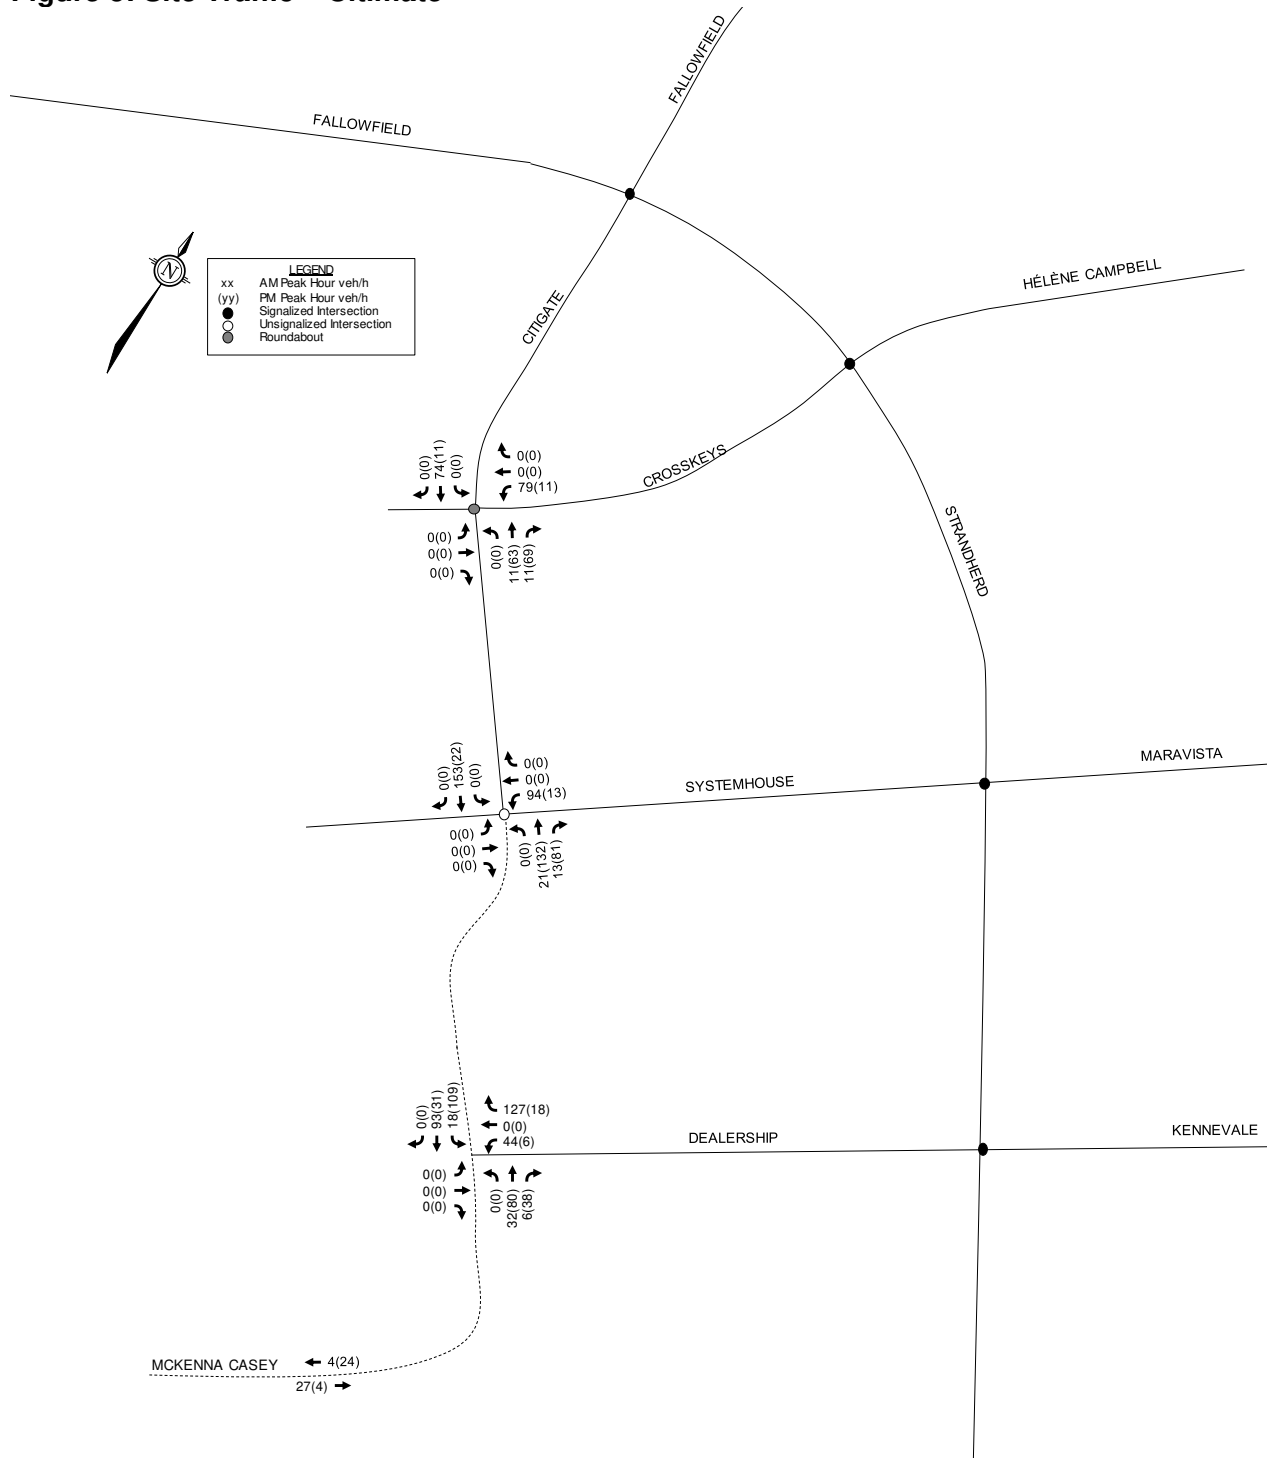 FALLOWFIELD
FALLOWFIELD
N
LEGEND
xx AM Peak Hour veh/h
(yy) PM Peak Hour veh/h
Signalized Intersection
Unsignalized Intersection
Roundabout
CITIGATE
HÉLÈNE CAMPBELL
CROSSKEYS
STRANDHERD
0(0)
74(11)
0(0)
0(0)
0(0)
79(11)
0(0)
0(0)
0(0)
0(0)
11(63)
11(69)
0(0)
153(22)
0(0)
0(0)
0(0)
94(13)
SYSTEMHOUSE
MARAVISTA
0(0)
0(0)
0(0)
0(0)
21(132)
13(81)
0(0)
93(31)
18(109)
127(18)
0(0)
44(6)
DEALERSHIP
KENNEVALE
0(0)
0(0)
0(0)
0(0)
32(80)
6(38)
MCKENNA CASEY
4(24)
27(4)